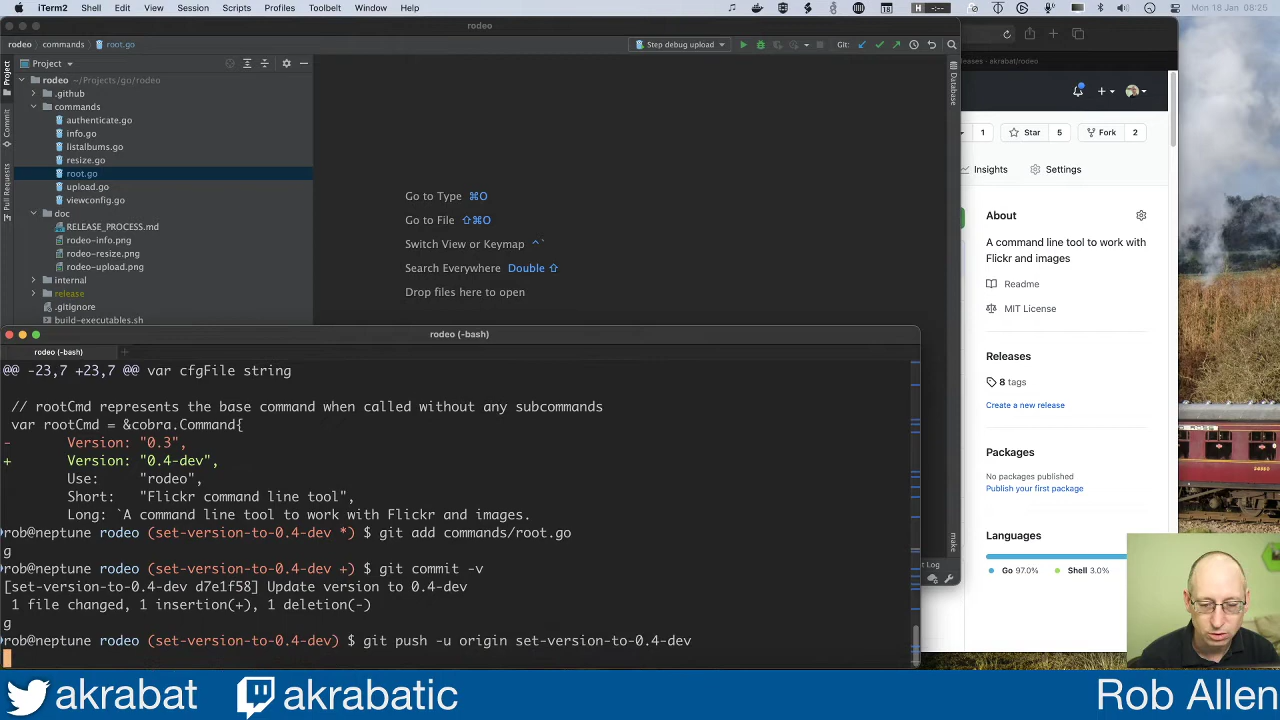 iTerm2 Shell Edit View Session Scripts Profiles Toolbelt Window Help
Mon 18 Jan 08:25
rodeo
rodeo commands root.go
Step debug upload
Git:
Project
.github
rodeo ~/Projects/go/rodeo
commands
authenticate.go
info.go
listalbums.go
resize.go
root.go
upload.go
viewconfig.go
doc
RELEASE_PROCESS.md
rodeo-info.png
rodeo-resize.png
rodeo-upload.png
internal
release
.gitignore
build-executables.sh
Project
Commit
Pull Requests
Go to Type ⌘O
Go to File ⇧⌘O
Switch View or Keymap ^`
Search Everywhere Double ⇧
Drop files here to open
Database
make
t Log
eases · akrabat/rodeo
1 Star 5 Fork 2
Insights Settings
About
A command line tool to work with
Flickr and images
Readme
MIT License
Releases
8 tags
Create a new release
Packages
No packages published
Publish your first package
Languages
Go 97.0% Shell 3.0%
rodeo (-bash)
rodeo (-bash)
@@ -23,7 +23,7 @@ var cfgFile string
// rootCmd represents the base command when called without any subcommands
var rootCmd = &cobra.Command{
- Version: "0.3",
+ Version: "0.4-dev",
Use: "rodeo",
Short: "Flickr command line tool",
Long: `A command line tool to work with Flickr and images.
rob@neptune rodeo (set-version-to-0.4-dev *) $ git add commands/root.go
g
rob@neptune rodeo (set-version-to-0.4-dev +) $ git commit -v
[set-version-to-0.4-dev d751f58] Update version to 0.4-dev
1 file changed, 1 insertion(+), 1 deletion(-)
g
rob@neptune rodeo (set-version-to-0.4-dev) $ git push -u origin set-version-to-0.4-dev
akrabat akrabatic Rob Allen